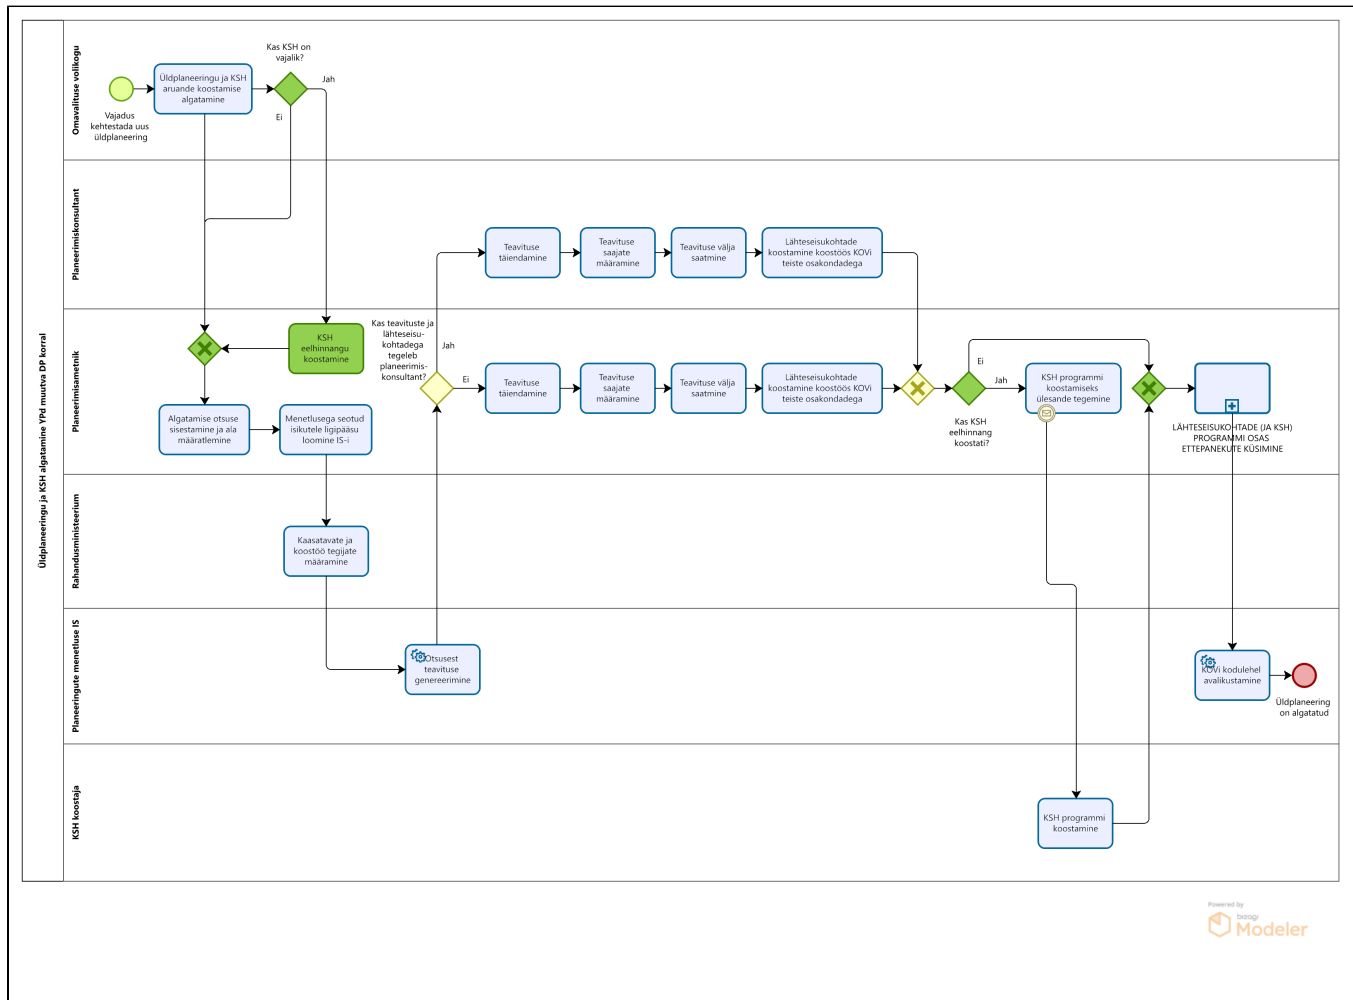 Üldplaneeringu ja KSH algatamine YPd muutva DP korral
Omavalituse volikogu
Vajadus
kehtestada uus
üldplaneering
Üldplaneeringu ja KSH
aruande koostamise
algatamine
Kas KSH on
vajalik?
Jah
Ei
Planeerimiskonsultant
Teavituse
täiendamine
Teavituse
saajate
määramine
Teavituse välja
saatmine
Lähteseisukohtade
koostamine koostöös KOVi
teiste osakondadega
Planeerimisametnik
KSH
eelhinnangu
koostamine
Kas teavituste ja
lähteseisu-
kohtadega
tegeleb
planeerimis-
konsultant?
Jah
Ei
Teavituse
täiendamine
Teavituse
saajate
määramine
Teavituse välja
saatmine
Lähteseisukohtade
koostamine koostöös KOVi
teiste osakondadega
Ei
Jah
Kas KSH
eelhinnang
koostati?
KSH programmi
koostamiseks
ülesande tegemine
LÄHTESEISUKOHTADE (JA KSH)
PROGRAMMI OSAS
ETTEPANEKUTE KÜSIMINE
Algatamise otsuse
sisestamine ja ala
määratlemine
Menetlusega seotud
isikutele ligipääsu
loomine IS-i
Rahandusministeerium
Kaasatavate ja
koostöö tegijate
määramine
Planeeringute menetluse IS
Otsusest
teavituse
genereerimine
KOVi kodulehel
avalikustamine
Üldplaneering
on algatatud
KSH koostaja
KSH programmi
koostamine
Powered by
bizagi
Modeler